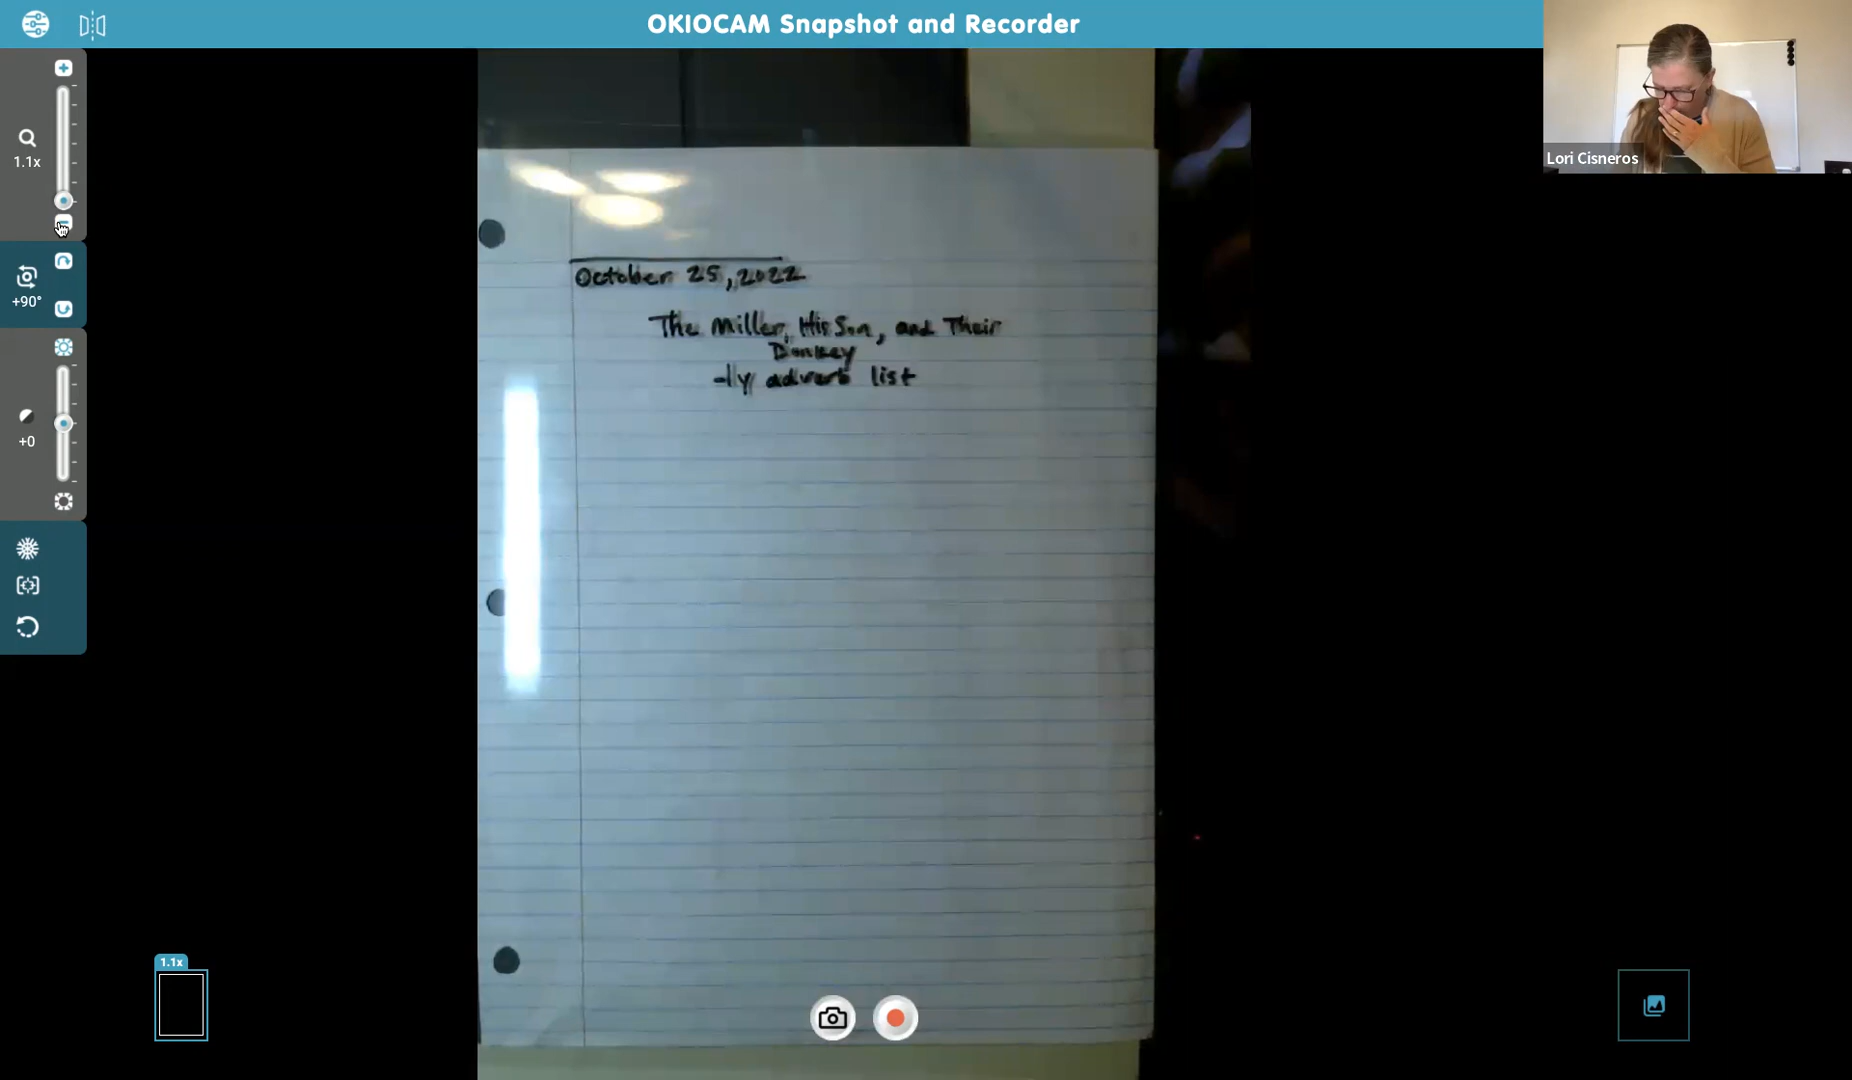 OKIOCAM Snapshot and Recorder
1.1x
+90°
+0
Lori Cisneros
October 25, 2022
The Miller, His Son, and Their
Donkey
-ly adverb list
1.1x